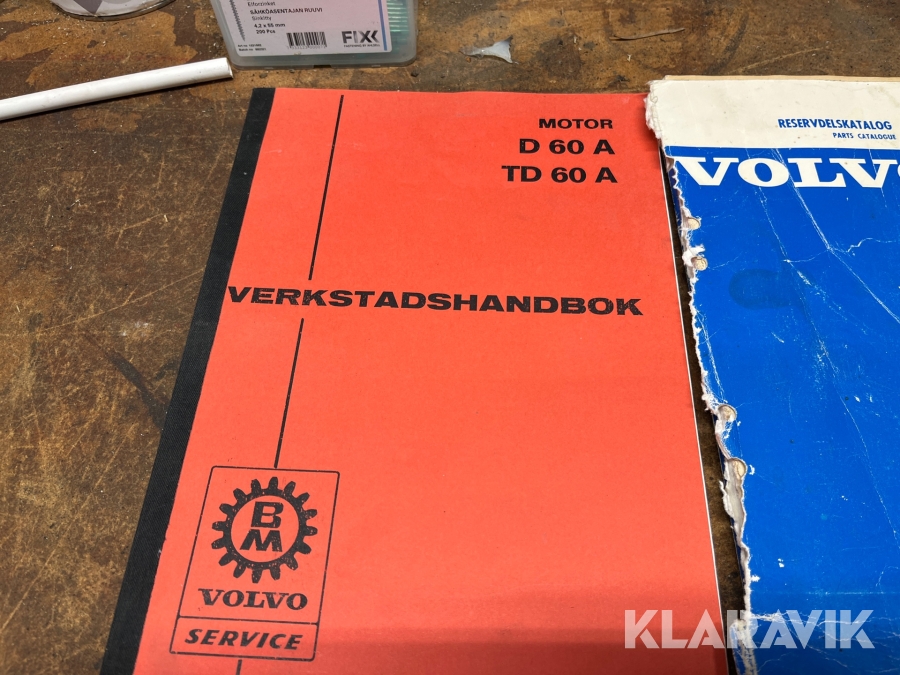 Elforzinket
SÄHKÖASENTAJAN RUUVI
Sinkitty
4,2 x 55 mm
200 Pcs
FIXX
MOTOR
D 60 A
TD 60 A
VERKSTADSHANDBOK
BM
VOLVO
SERVICE
RESERVDELSKATALOG
PARTS CATALOGUE
VOLV
KLARAVIK